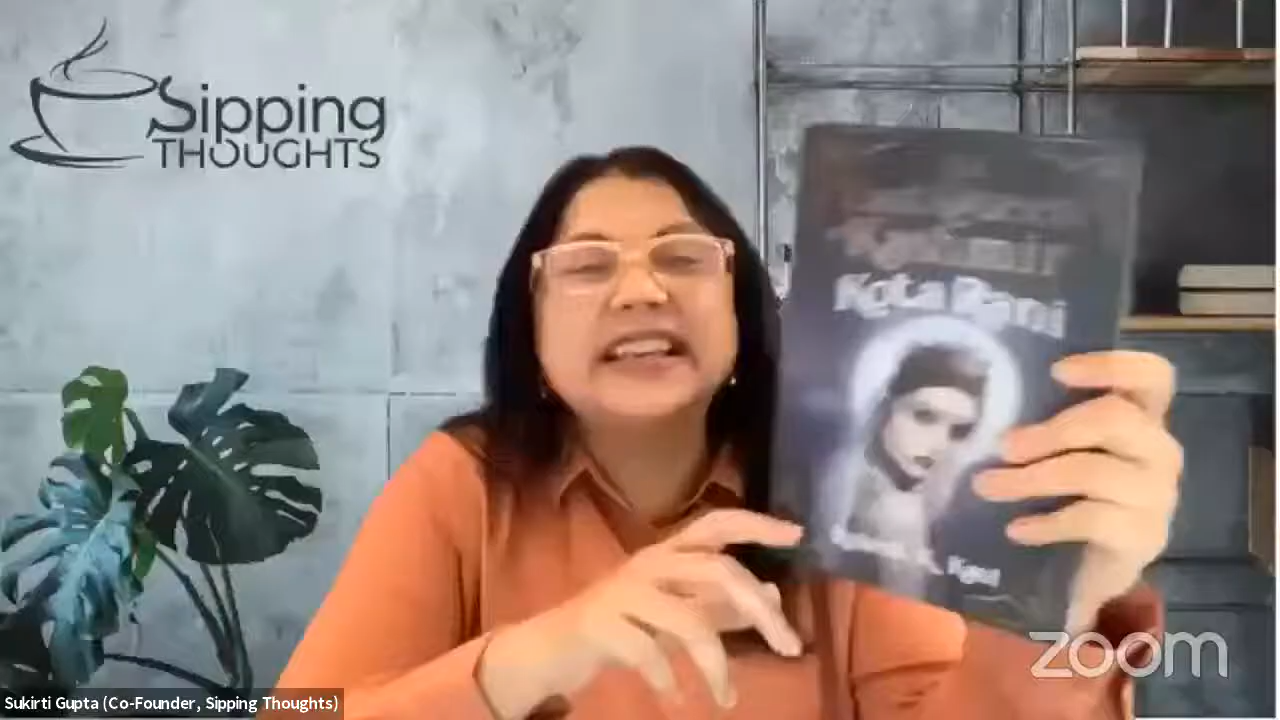 Sipping
THOUGHTS
Kota Rani
zoom
Sukirti Gupta (Co-Founder, Sipping Thoughts)